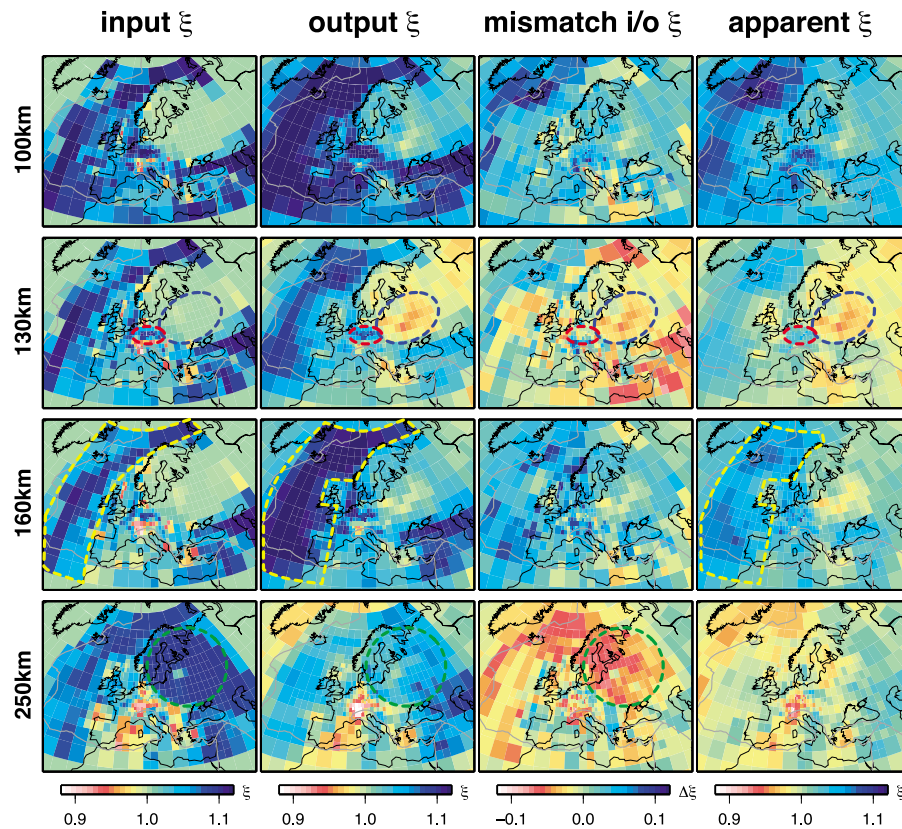 input ξ output ξ mismatch i/o ξ apparent ξ
100km
130km
160km
250km
ξ ξ Δξ ξ
0.9 1.0 1.1 0.9 1.0 1.1 −0.1 0.0 0.1 0.9 1.0 1.1